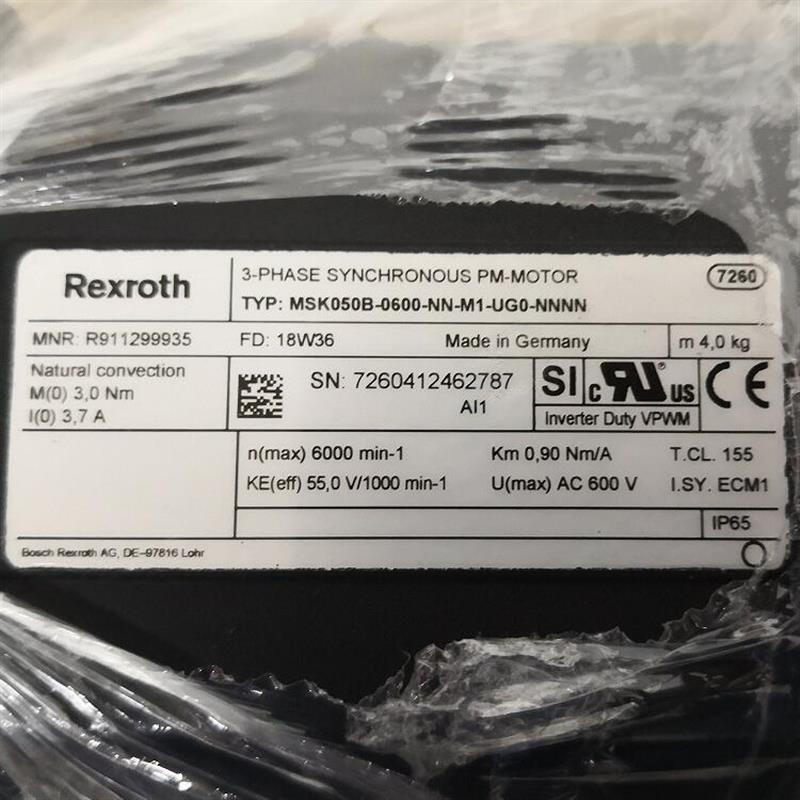 Rexroth
3-PHASE SYNCHRONOUS PM-MOTOR
7260
TYP: MSK050B-0600-NN-M1-UG0-NNNN
MNR: R911299935
FD: 18W36
Made in Germany
m 4,0 kg
Natural convection
M(0) 3,0 Nm
I(0) 3,7 A
SN: 7260412462787
AI1
SI
c RU US
CE
Inverter Duty VPWM
n(max) 6000 min-1
Km 0,90 Nm/A
T.CL. 155
KE(eff) 55,0 V/1000 min-1
U(max) AC 600 V
I.SY. ECM1
IP65
Bosch Rexroth AG, DE-97816 Lohr